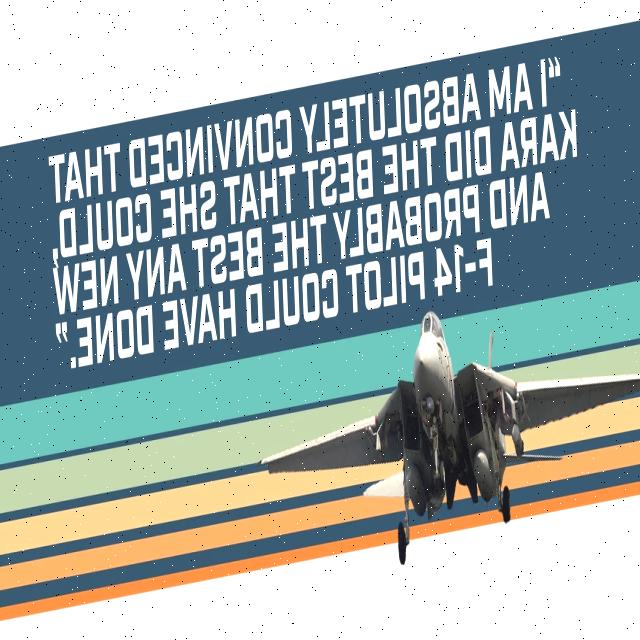 “I AM ABSOLUTELY CONVINCED THAT
KARA DID THE BEST THAT SHE COULD,
AND PROBABLY THE BEST ANY NEW
F-14 PILOT COULD HAVE DONE.”